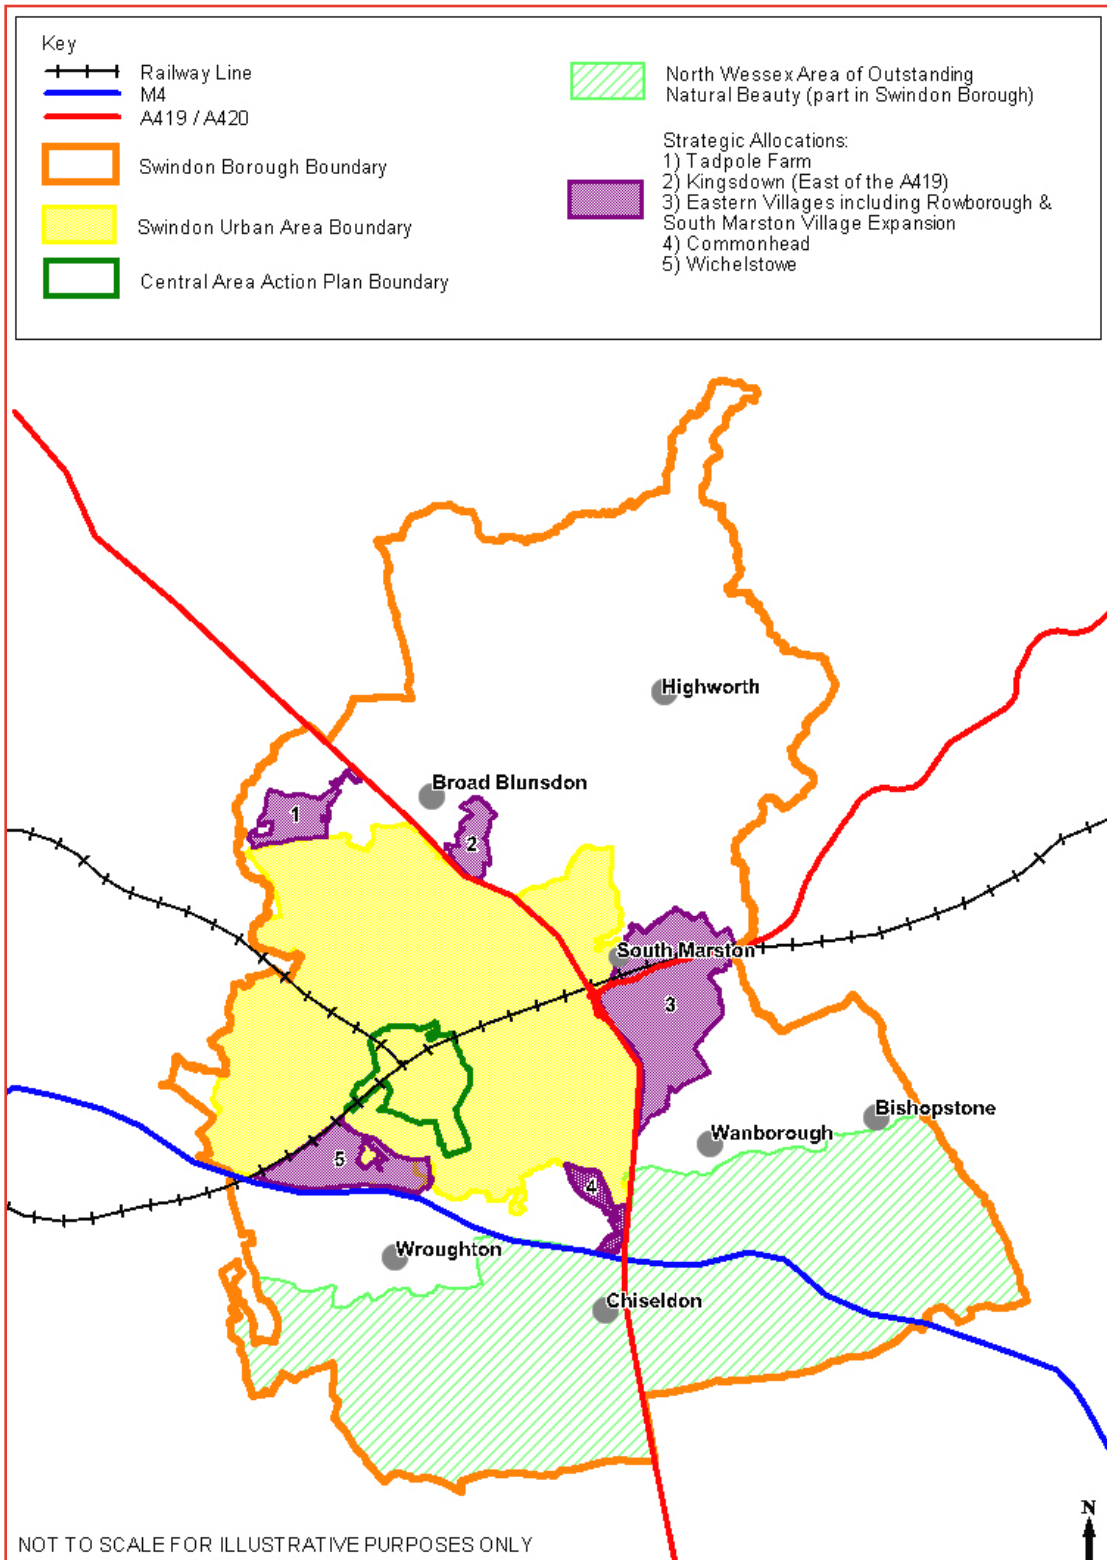 Key
Railway Line
M4
A419 / A420
Swindon Borough Boundary
Swindon Urban Area Boundary
Central Area Action Plan Boundary
North Wessex Area of Outstanding
Natural Beauty (part in Swindon Borough)
Strategic Allocations:
1) Tadpole Farm
2) Kingsdown (East of the A419)
3) Eastern Villages including Rowborough &
South Marston Village Expansion
4) Commonhead
5) Wichelstowe
Highworth
Broad Blunsdon
1
2
South Marston
3
Bishopstone
Wanborough
5
4
Wroughton
Chiseldon
N
NOT TO SCALE FOR ILLUSTRATIVE PURPOSES ONLY